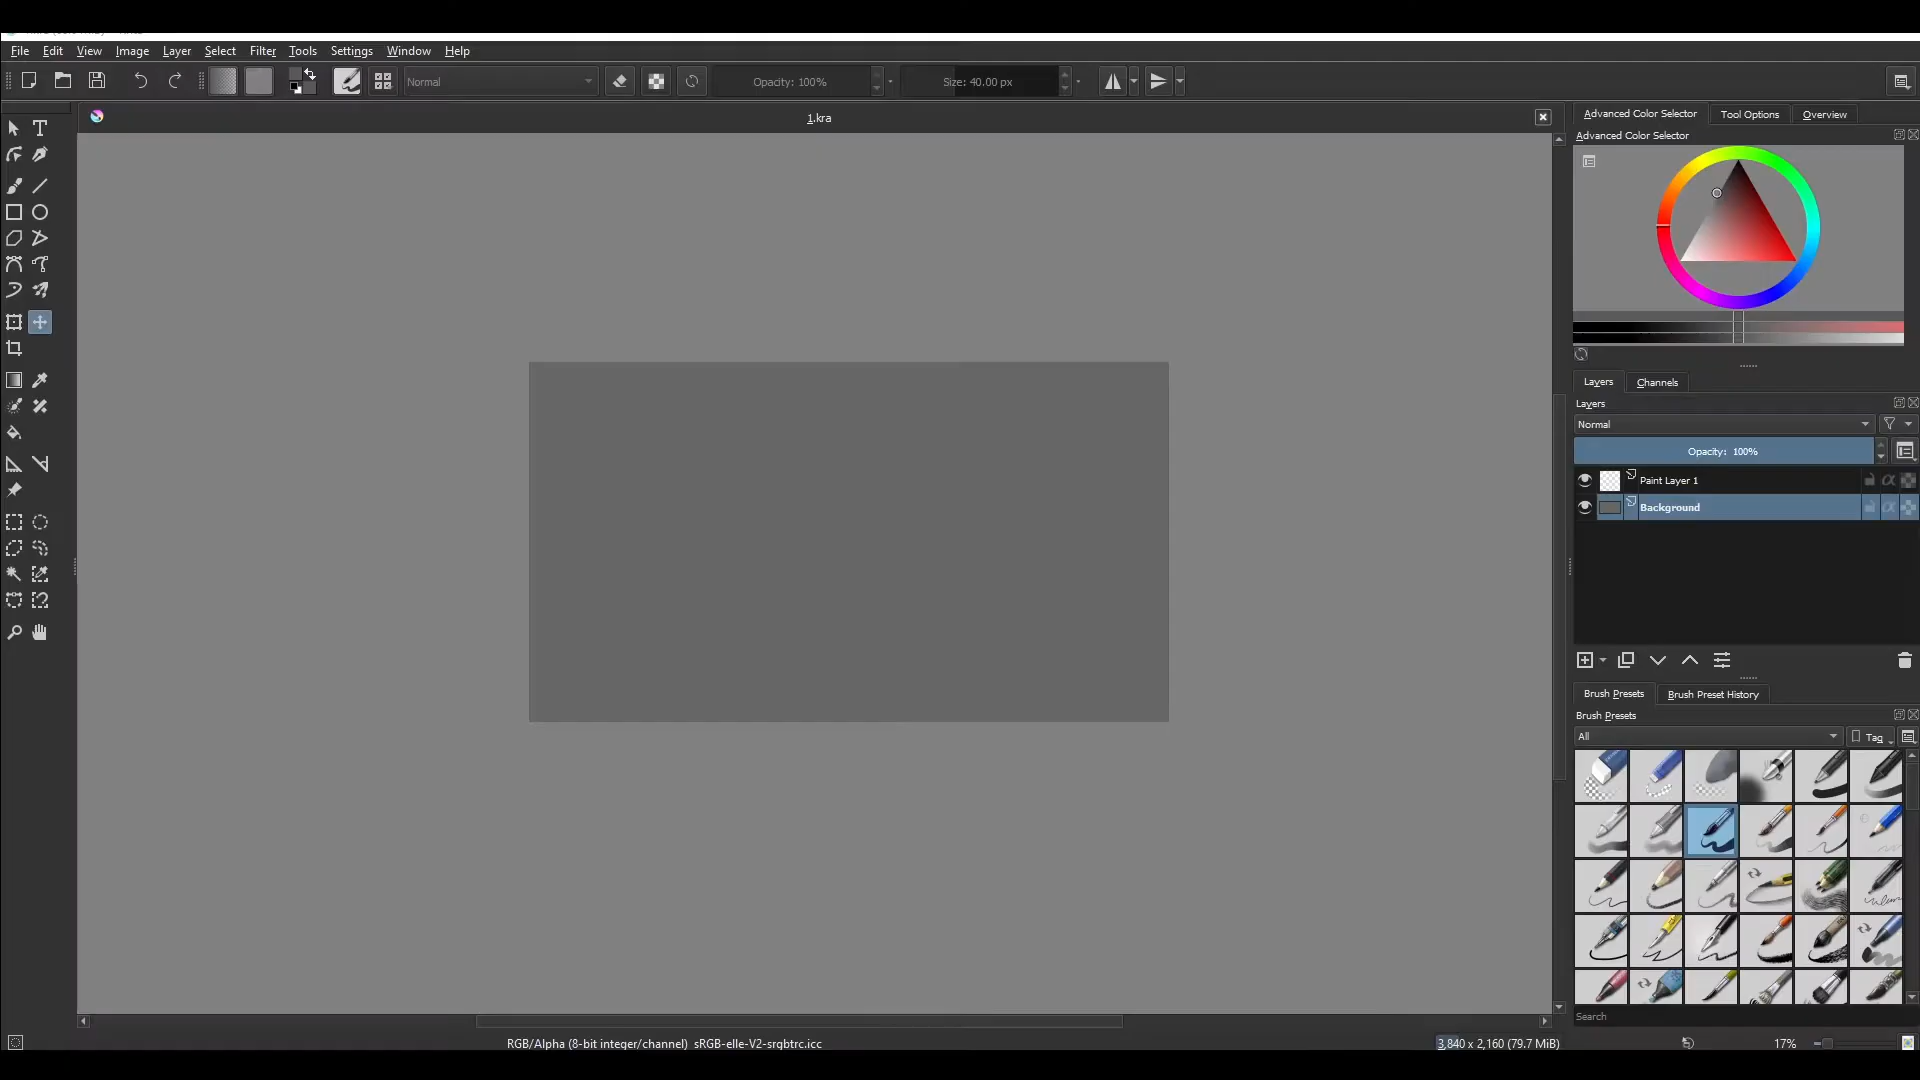 File Edit View Image Layer Select Filter Tools Settings Window Help
Normal Opacity: 100% Size: 40.00 px
1.kra
Advanced Color Selector Tool Options Overview
Advanced Color Selector
Layers Channels
Layers
Normal
Opacity: 100%
Paint Layer 1
Background
Brush Presets Brush Preset History
Brush Presets
All Tag
Search
RGB/Alpha (8-bit integer/channel) sRGB-elle-V2-srgbtrc.icc 3,840 x 2,160 (79.7 MiB) 17%